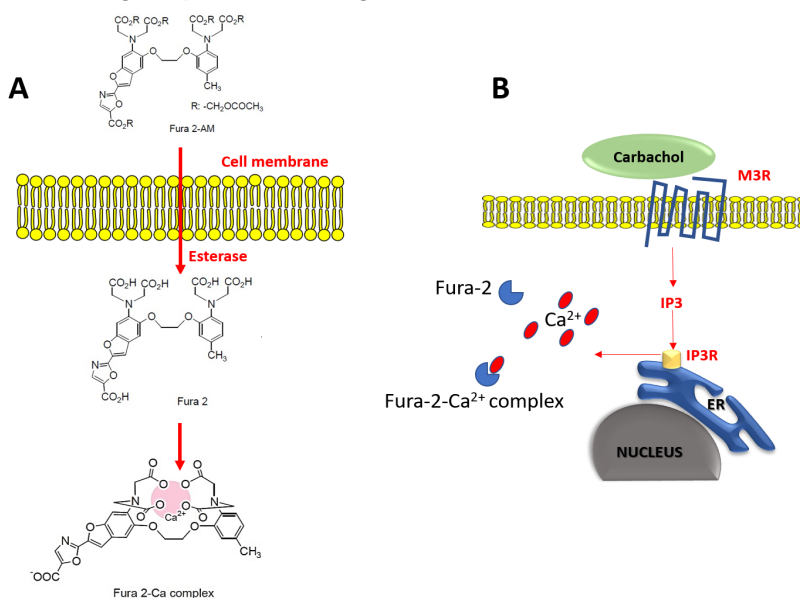 CO₂R CO₂R CO₂R CO₂R
N N
O O
O
CH₃
N
O
R: -CH₂OCOCH₃
CO₂R
Fura 2-AM
A
Cell membrane
Esterase
CO₂H CO₂H CO₂H CO₂H
N N
O O
O
CH₃
N
O
CO₂H
Fura 2
O O
O O
N N
O O
O O
Ca²⁺
O O
O
N
O
CH₃
⁻OOC
Fura 2-Ca complex
B
Carbachol
M3R
Fura-2
IP3
Ca²⁺
IP3R
Fura-2-Ca²⁺ complex
ER
NUCLEUS